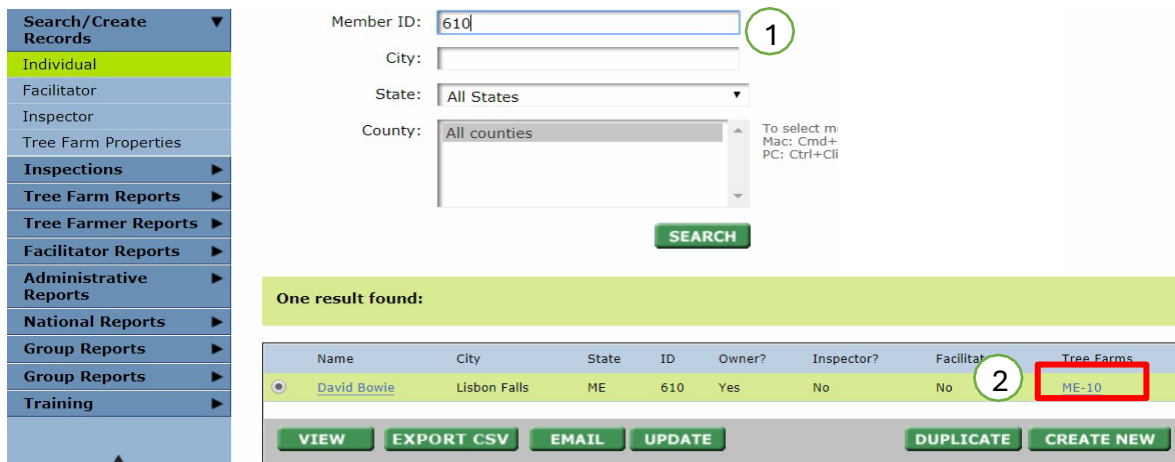 Search/Create ▼
Records
Individual
Facilitator
Inspector
Tree Farm Properties
Inspections ▶
Tree Farm Reports ▶
Tree Farmer Reports ▶
Facilitator Reports ▶
Administrative ▶
Reports
National Reports ▶
Group Reports ▶
Group Reports ▶
Training ▶
Member ID: 610
1
City:
State: All States
County: All counties
To select m
Mac: Cmd+
PC: Ctrl+Cli
SEARCH
One result found:
Name City State ID Owner? Inspector? Facilitat Tree Farms
David Bowie Lisbon Falls ME 610 Yes No No 2 ME-10
VIEW EXPORT CSV EMAIL UPDATE DUPLICATE CREATE NEW